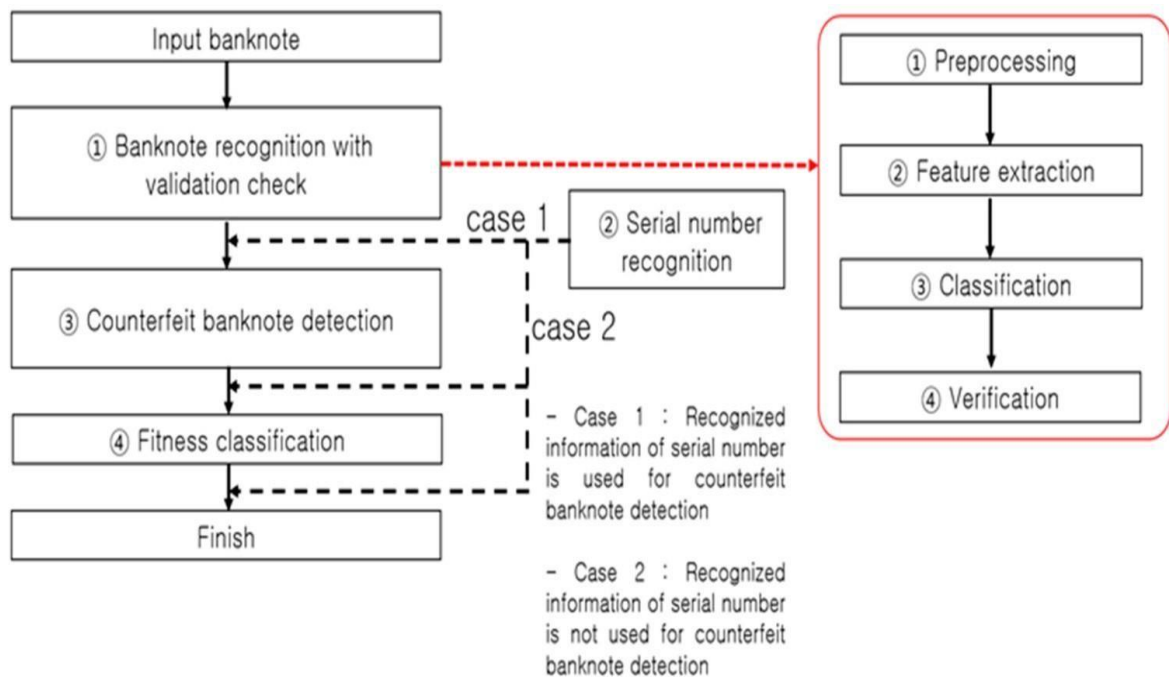 Input banknote
① Banknote recognition with
validation check
case 1
② Serial number
recognition
③ Counterfeit banknote detection
case 2
④ Fitness classification
Finish
- Case 1 : Recognized
information of serial number
is used for counterfeit
banknote detection
- Case 2 : Recognized
information of serial number
is not used for counterfeit
banknote detection
① Preprocessing
② Feature extraction
③ Classification
④ Verification